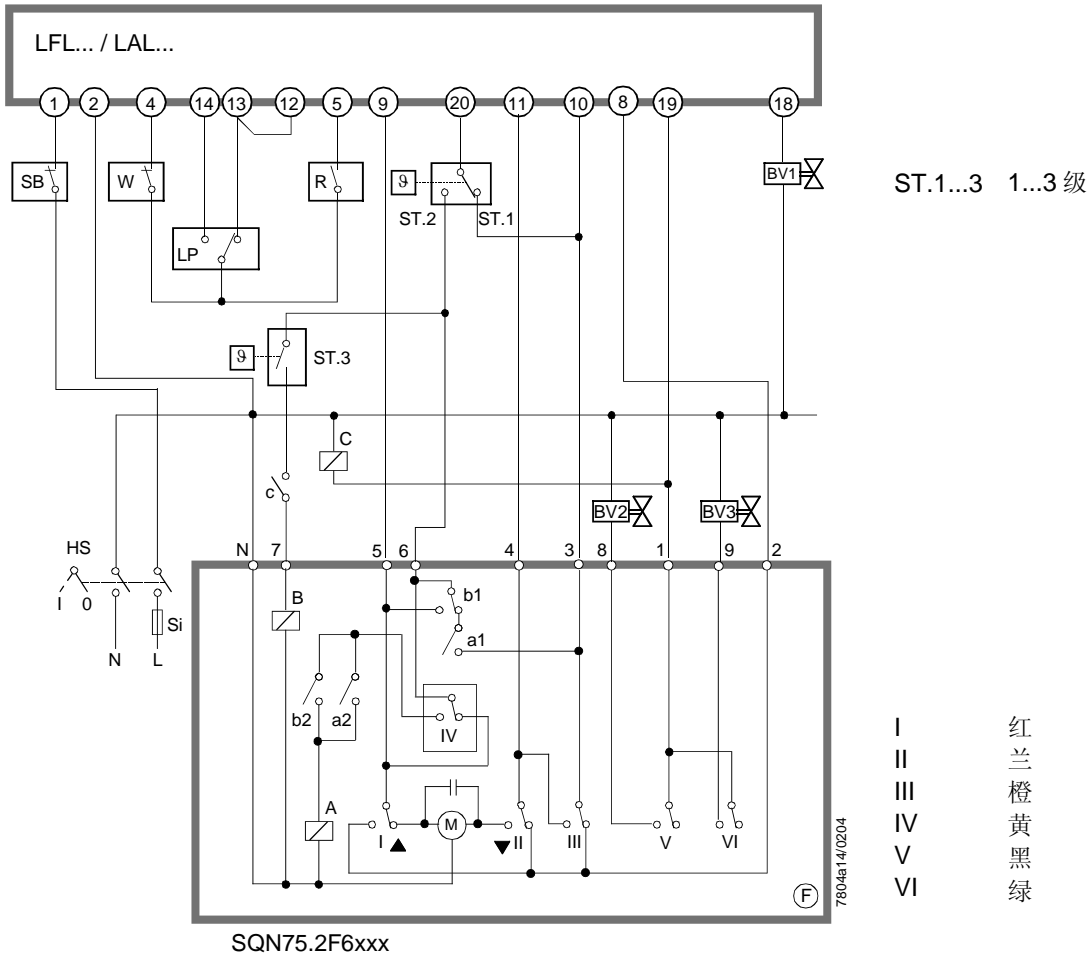 LFL... / LAL...
1 2 4 14 13 12 5 9 20 11 10 8 19 18
SB W R ϑ BV1
ST.1...3 1...3 级
ST.2 ST.1
LP
ϑ ST.3
C
c
BV2 BV3
HS N 7 5 6 4 3 8 1 9 2
I 0
B b1
Si
a1
N L
b2 a2 IV
I 红
II 兰
III 橙
IV 黄
V 黑
VI 绿
A
M
I II III V VI
F
7804a14/0204
SQN75.2F6xxx